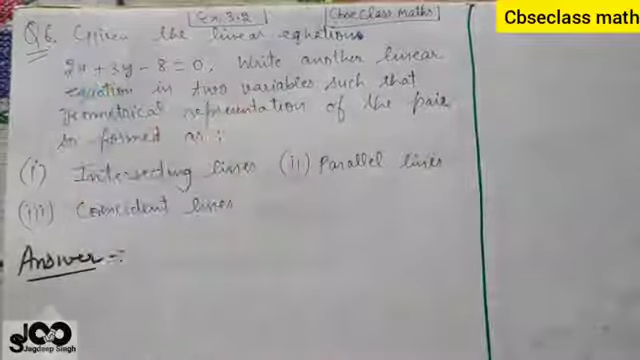 Ex. 3.2
Cbse Class maths
Cbseclass math
Q6. Given the linear equations
2x + 3y - 8 = 0, Write another linear
equation in two variables such that
geometrical representation of the pair
so formed as :
(i) Intersecting lines (ii) Parallel lines
(iii) Coincident lines
Answer -:
Jagdeep Singh